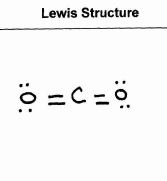 Lewis Structure
Ö = C = Ö